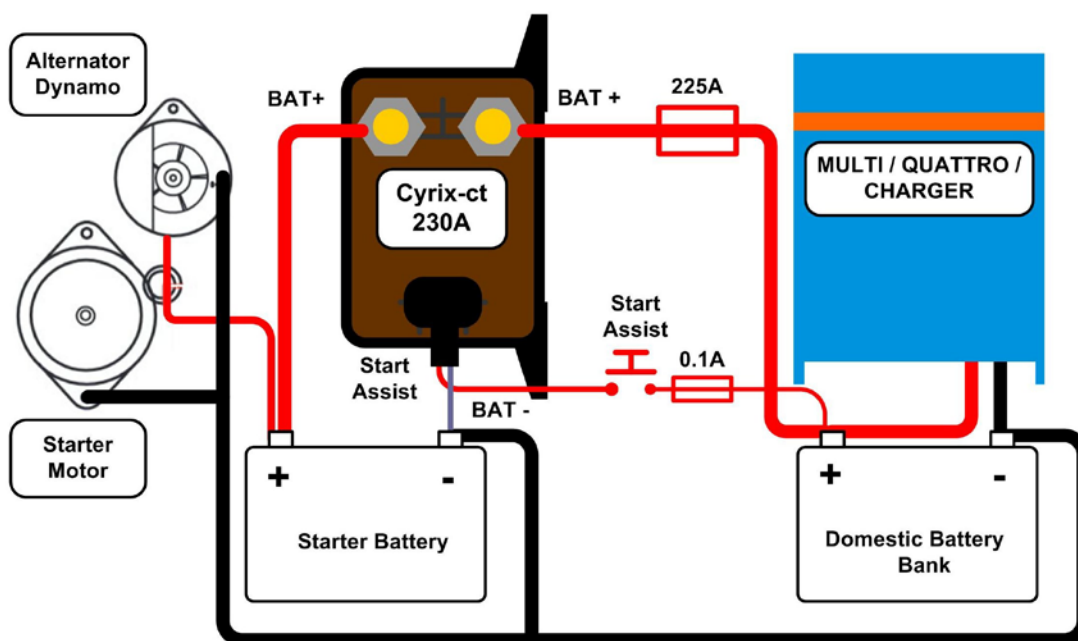 Alternator
Dynamo
BAT+
BAT +
225A
MULTI / QUATTRO /
CHARGER
Cyrix-ct
230A
Start
Assist
Start
Assist
0.1A
BAT -
Starter
Motor
+
-
Starter Battery
+
-
Domestic Battery
Bank